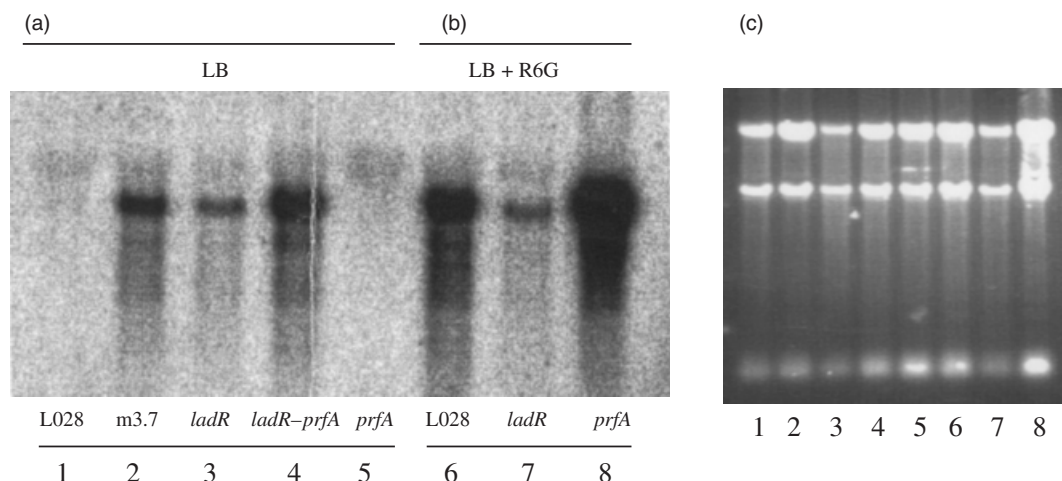 (a) (b) (c)
LB LB + R6G
L028 m3.7 ladR ladR–prfA prfA L028 ladR prfA
1 2 3 4 5 6 7 8
1 2 3 4 5 6 7 8